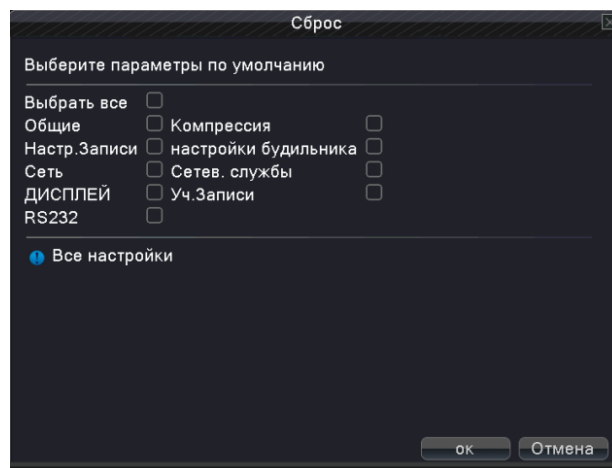 Сброс
Выберите параметры по умолчанию
Выбрать все
Общие Компрессия
Настр.Записи настройки будильника
Сеть Сетев. службы
ДИСПЛЕЙ Уч.Записи
RS232
Все настройки
ок Отмена